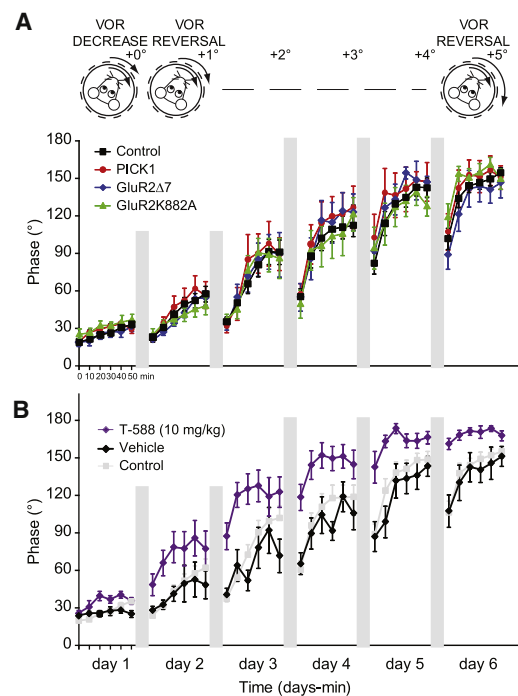 A
VOR DECREASE
+0°
VOR REVERSAL
+1°
+2°
+3°
+4°
VOR REVERSAL
+5°
Control
PICK1
GluR2Δ7
GluR2K882A
Phase (°)
180
150
120
90
60
30
0
0 10 20 30 40 50 min
B
T-588 (10 mg/kg)
Vehicle
Control
Phase (°)
180
150
120
90
60
30
0
day 1 day 2 day 3 day 4 day 5 day 6
Time (days-min)